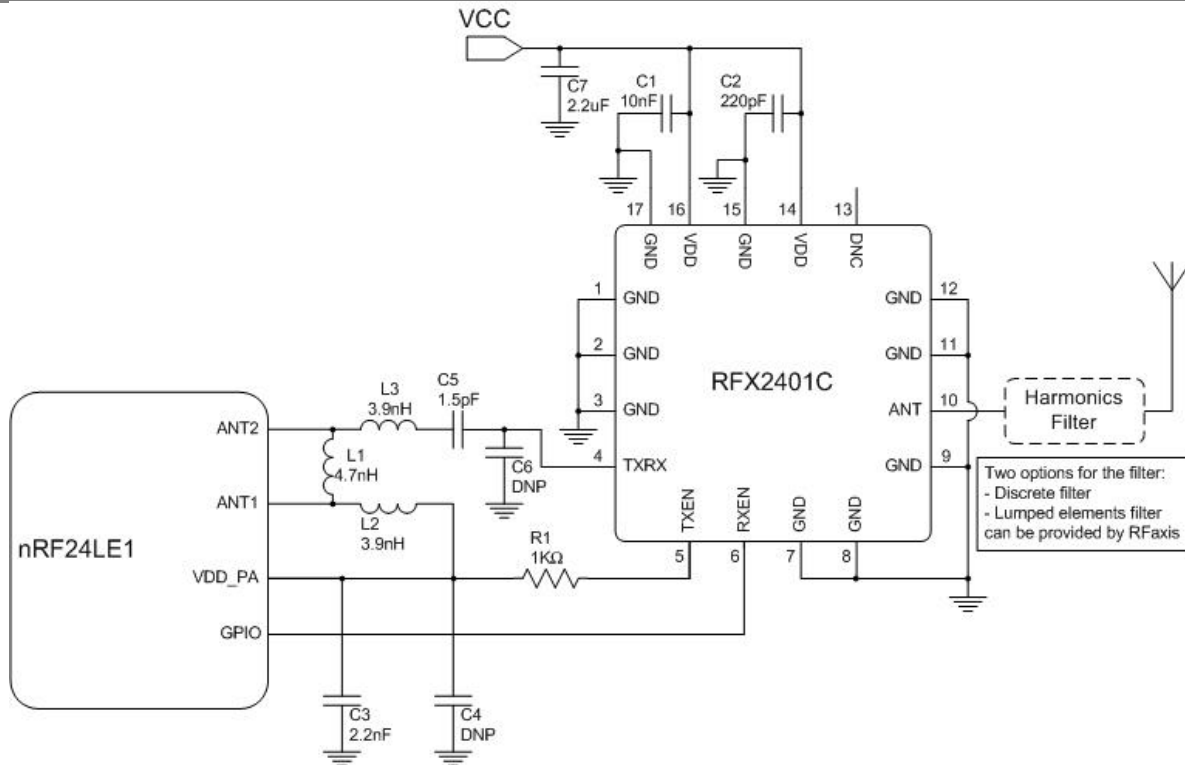 VCC
C7
2.2uF
C1
10nF
C2
220pF
17
16
15
14
13
GND
VDD
GND
VDD
DNC
1
GND
2
GND
3
GND
4
TXRX
RFX2401C
GND
12
GND
11
ANT
10
GND
9
TXEN
RXEN
GND
GND
5
6
7
8
Harmonics
Filter
Two options for the filter:
- Discrete filter
- Lumped elements filter
can be provided by RFaxis
nRF24LE1
ANT2
ANT1
VDD_PA
GPIO
L3
3.9nH
C5
1.5pF
L1
4.7nH
C6
DNP
L2
3.9nH
R1
1KΩ
C3
2.2nF
C4
DNP